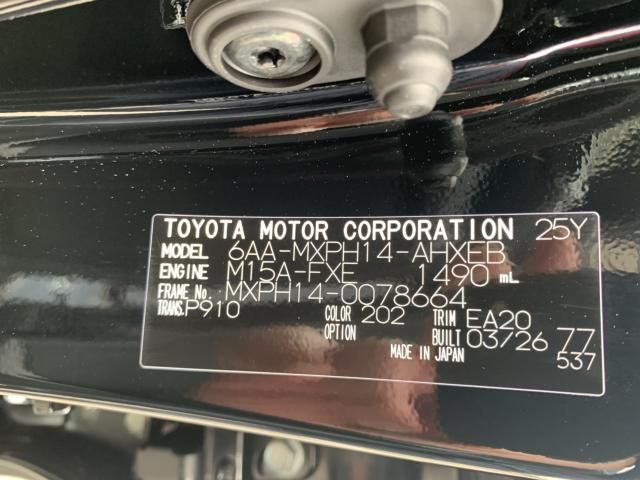 TOYOTA MOTOR CORPORATION 25Y
MODEL 6AA-MXPH14-AHXEB
ENGINE M15A-FXE 1490 mL
FRAME No. MXPH14-0078664
TRANS. P910 COLOR 202 TRIM EA20
OPTION BUILT 03/26 77
MADE IN JAPAN 537